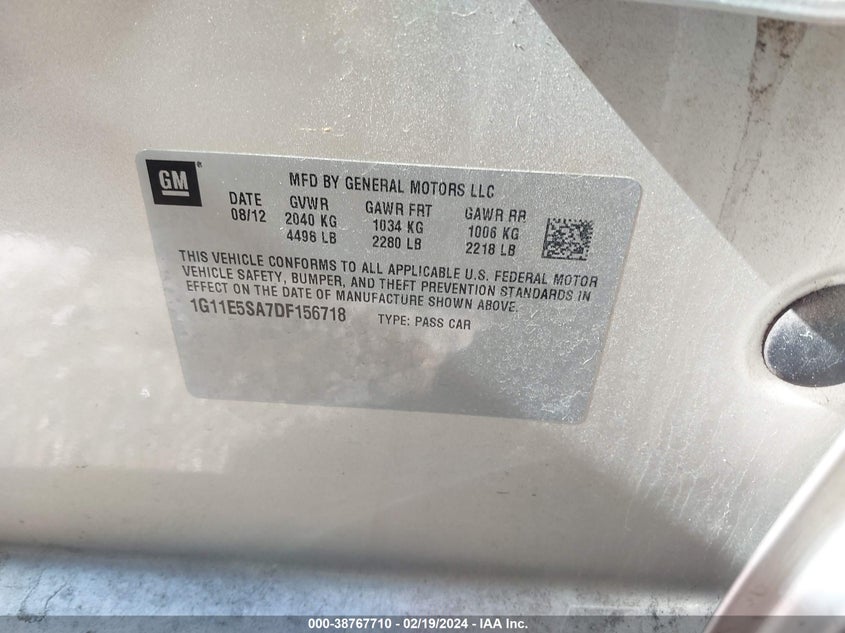 GM
MFD BY GENERAL MOTORS LLC
DATE GVWR GAWR FRT GAWR RR
08/12 2040 KG 1034 KG 1006 KG
4496 LB 2280 LB 2218 LB
THIS VEHICLE CONFORMS TO ALL APPLICABLE U.S. FEDERAL MOTOR
VEHICLE SAFETY, BUMPER, AND THEFT PREVENTION STANDARDS IN
EFFECT ON THE DATE OF MANUFACTURE SHOWN ABOVE.
1G11E5SA7DF156718 TYPE: PASS CAR
000-38767710 - 02/19/2024 - IAA Inc.